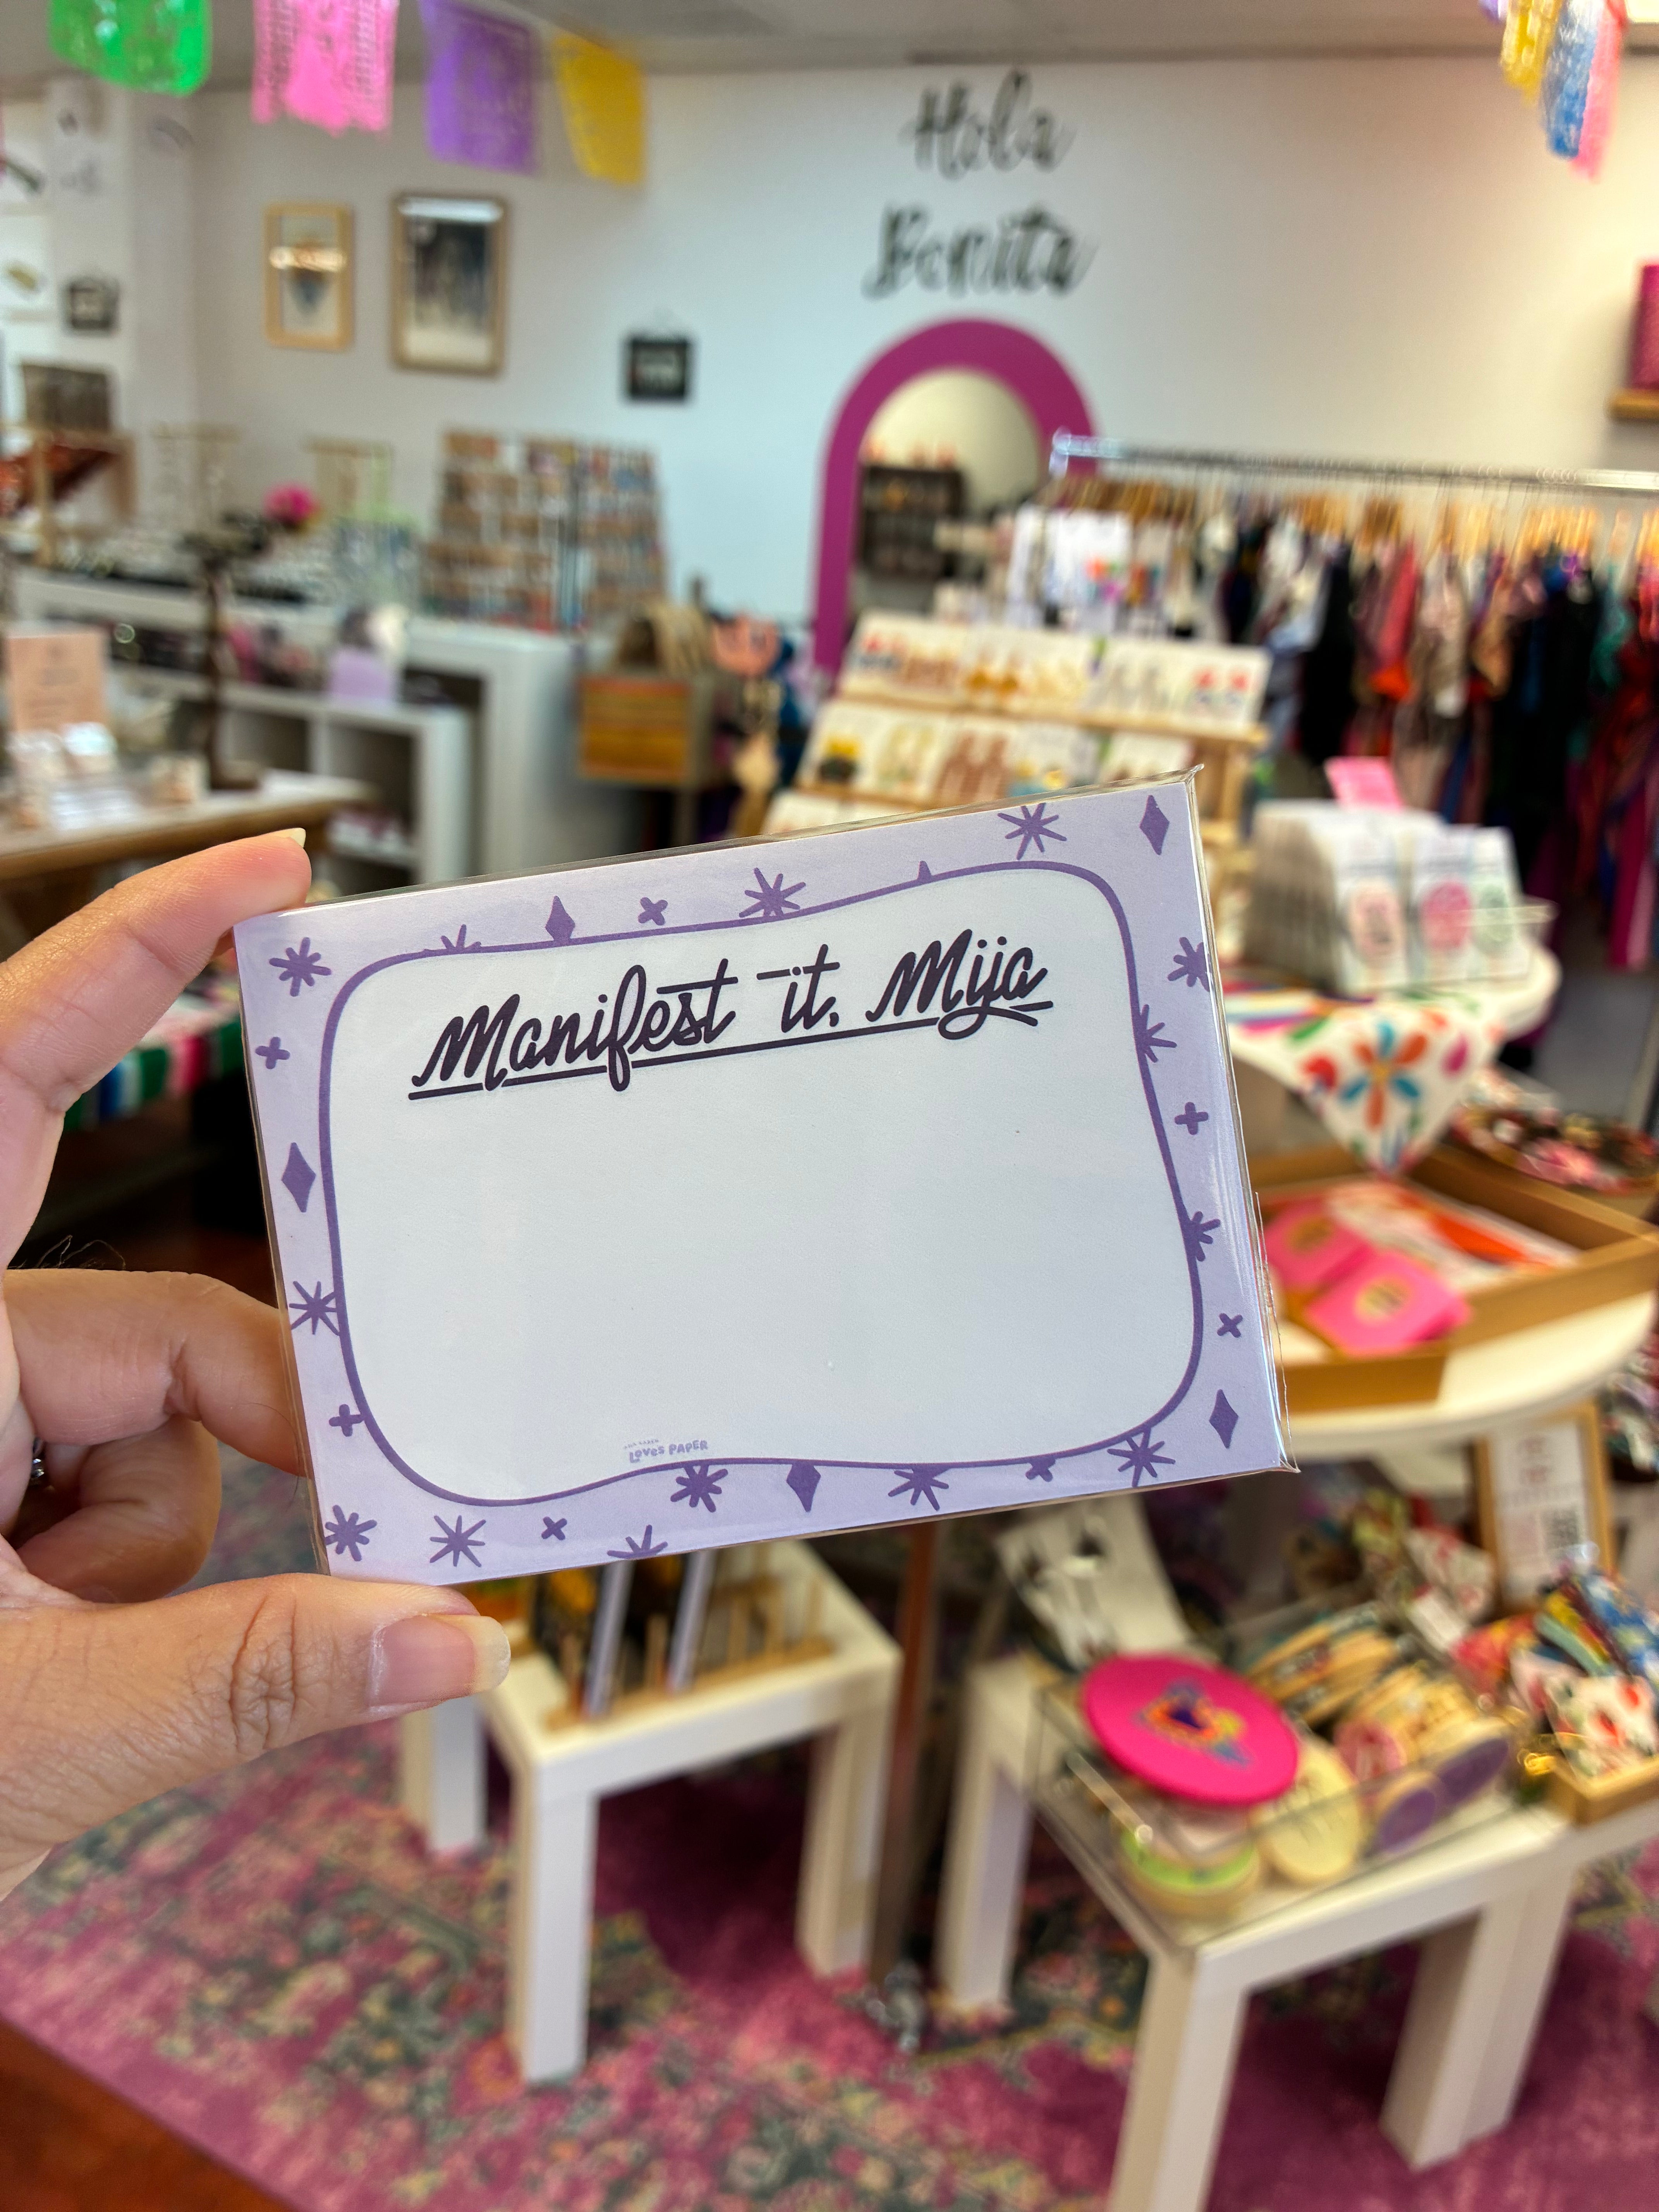 Hola
Bonita
Manifest it, Mija
LOVES PAPER